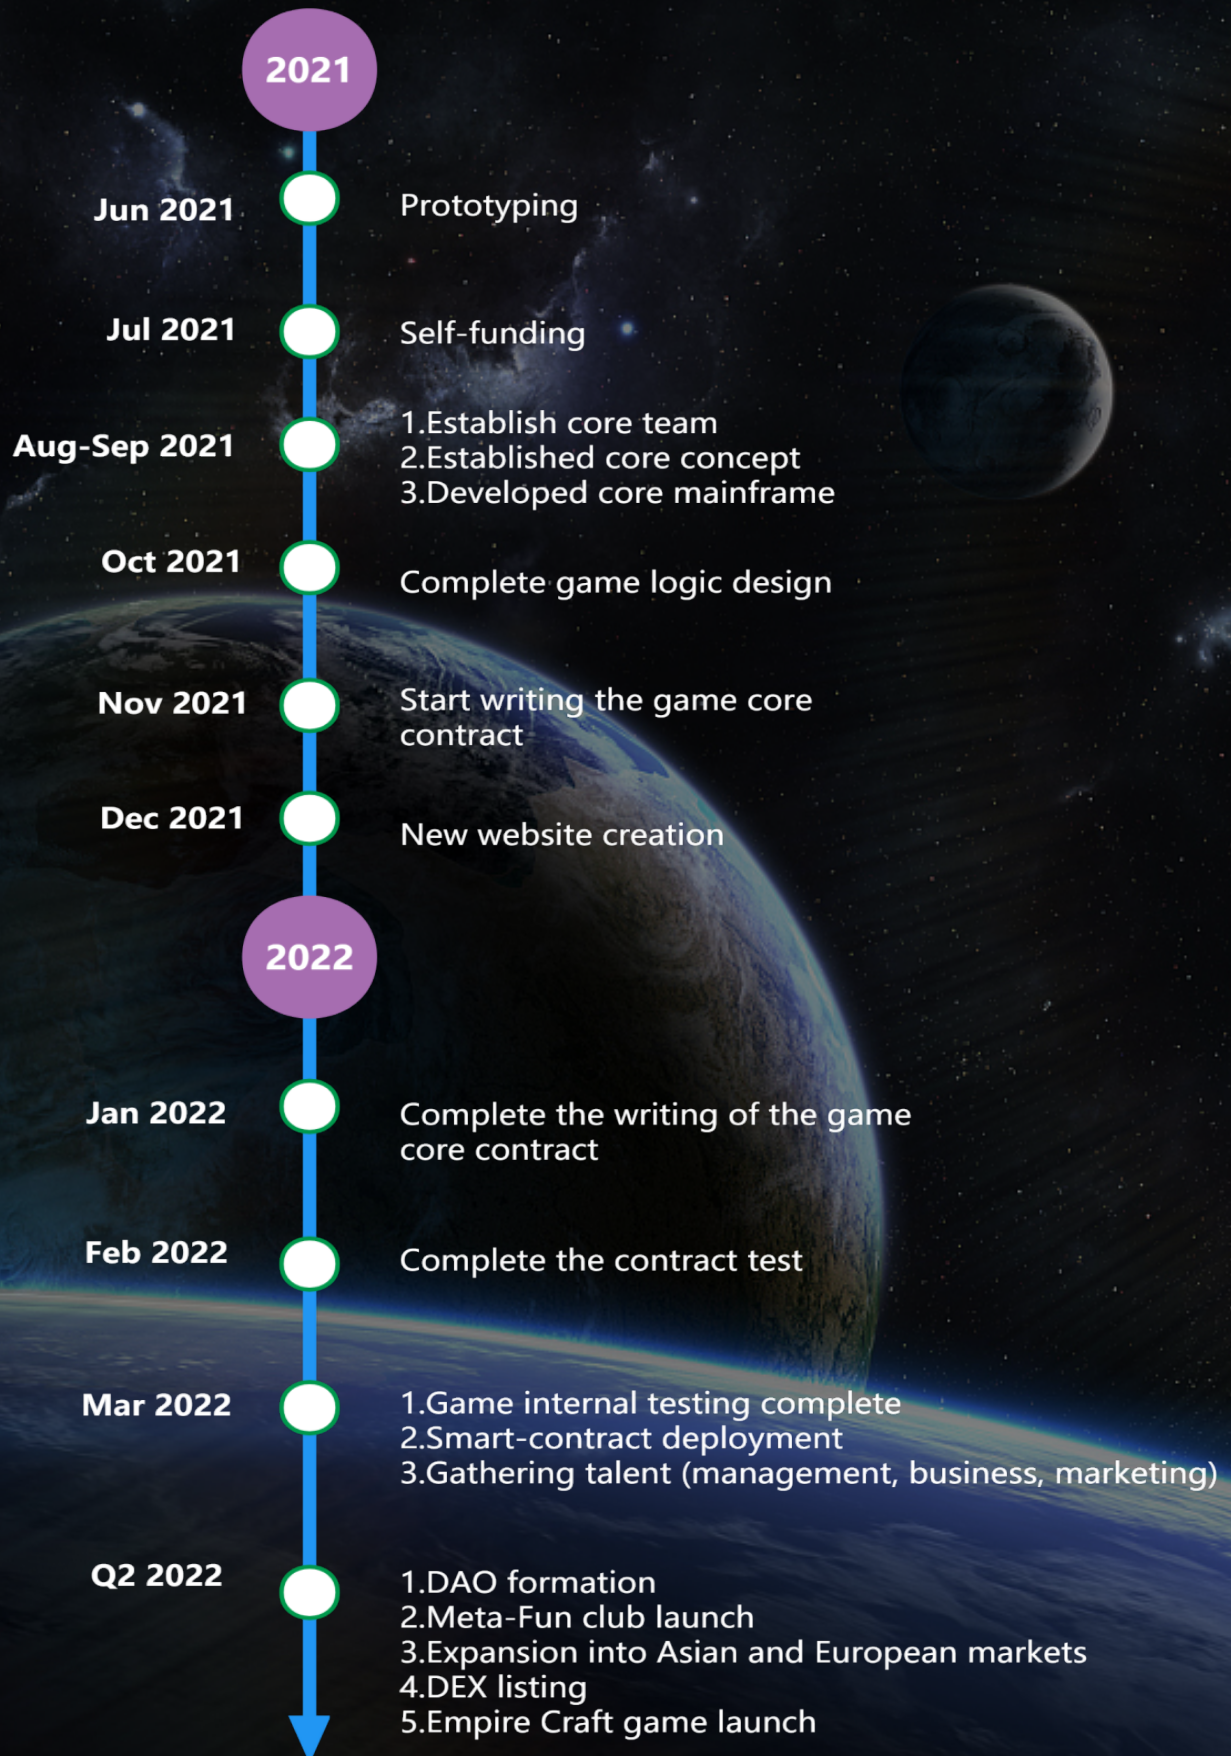 2021
Jun 2021
Prototyping
Jul 2021
Self-funding
Aug-Sep 2021
1.Establish core team
2.Established core concept
3.Developed core mainframe
Oct 2021
Complete game logic design
Nov 2021
Start writing the game core
contract
Dec 2021
New website creation
2022
Jan 2022
Complete the writing of the game
core contract
Feb 2022
Complete the contract test
Mar 2022
1.Game internal testing complete
2.Smart-contract deployment
3.Gathering talent (management, business, marketing)
Q2 2022
1.DAO formation
2.Meta-Fun club launch
3.Expansion into Asian and European markets
4.DEX listing
5.Empire Craft game launch